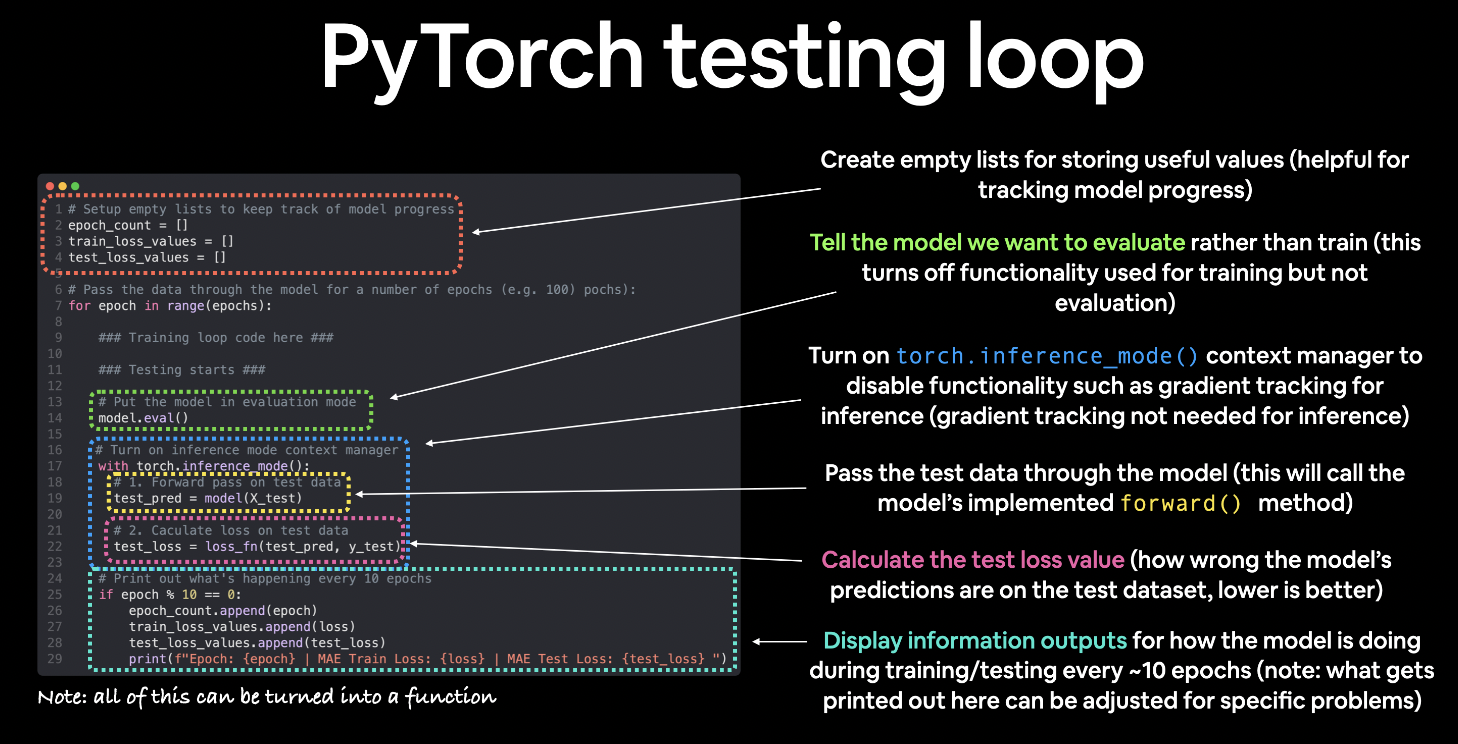 PyTorch testing loop
1 # Setup empty lists to keep track of model progress
2 epoch_count = []
3 train_loss_values = []
4 test_loss_values = []
5
6 # Pass the data through the model for a number of epochs (e.g. 100) pochs):
7 for epoch in range(epochs):
8
9 ### Training loop code here ###
10
11 ### Testing starts ###
12
13 # Put the model in evaluation mode
14 model.eval()
15
16 # Turn on inference mode context manager
17 with torch.inference_mode():
18 # 1. Forward pass on test data
19 test_pred = model(X_test)
20
21 # 2. Caculate loss on test data
22 test_loss = loss_fn(test_pred, y_test)
23
24 # Print out what's happening every 10 epochs
25 if epoch % 10 == 0:
26 epoch_count.append(epoch)
27 train_loss_values.append(loss)
28 test_loss_values.append(test_loss)
29 print(f"Epoch: {epoch} | MAE Train Loss: {loss} | MAE Test Loss: {test_loss} ")
Note: all of this can be turned into a function
Create empty lists for storing useful values (helpful for
tracking model progress)
Tell the model we want to evaluate rather than train (this
turns off functionality used for training but not
evaluation)
Turn on torch.inference_mode() context manager to
disable functionality such as gradient tracking for
inference (gradient tracking not needed for inference)
Pass the test data through the model (this will call the
model's implemented forward() method)
Calculate the test loss value (how wrong the model's
predictions are on the test dataset, lower is better)
Display information outputs for how the model is doing
during training/testing every ~10 epochs (note: what gets
printed out here can be adjusted for specific problems)